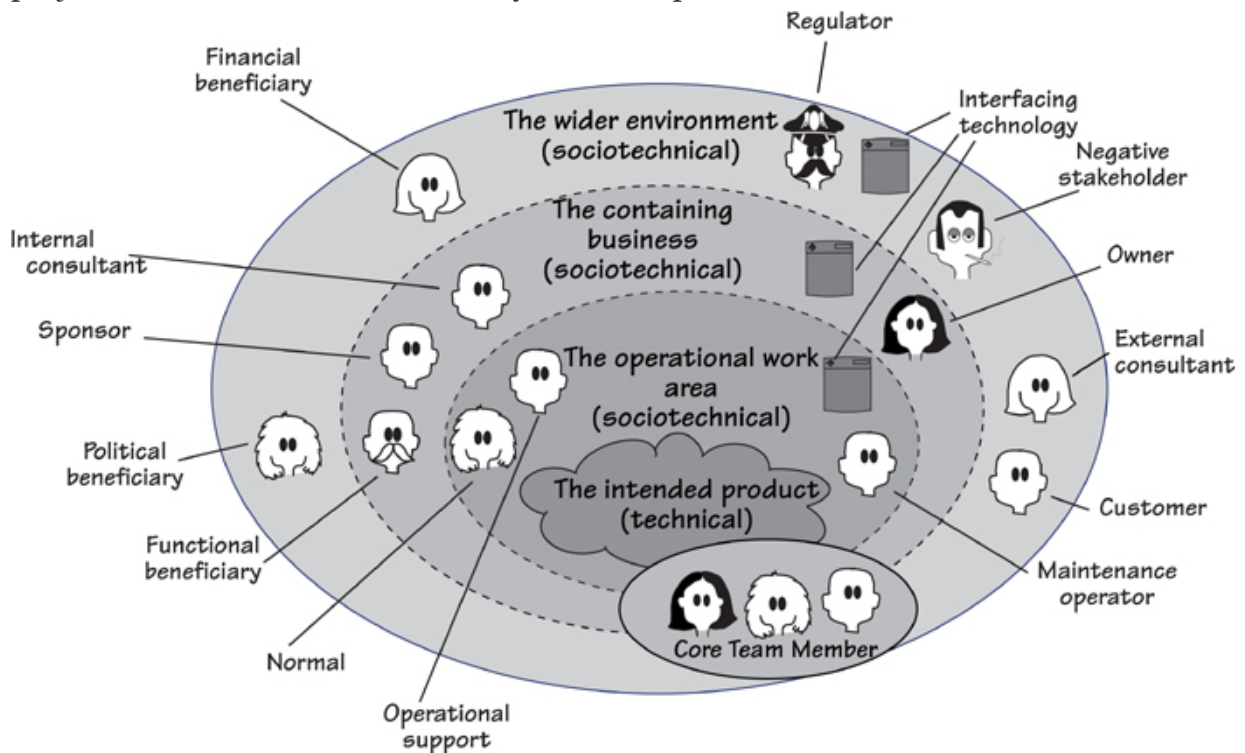 Regulator
Financial
beneficiary
Interfacing
technology
The wider environment
(sociotechnical)
Negative
stakeholder
The containing
business
(sociotechnical)
Internal
consultant
Owner
Sponsor
External
consultant
The operational work
area
(sociotechnical)
Political
beneficiary
The intended product
(technical)
Customer
Functional
beneficiary
Maintenance
operator
Normal
Core Team Member
Operational
support